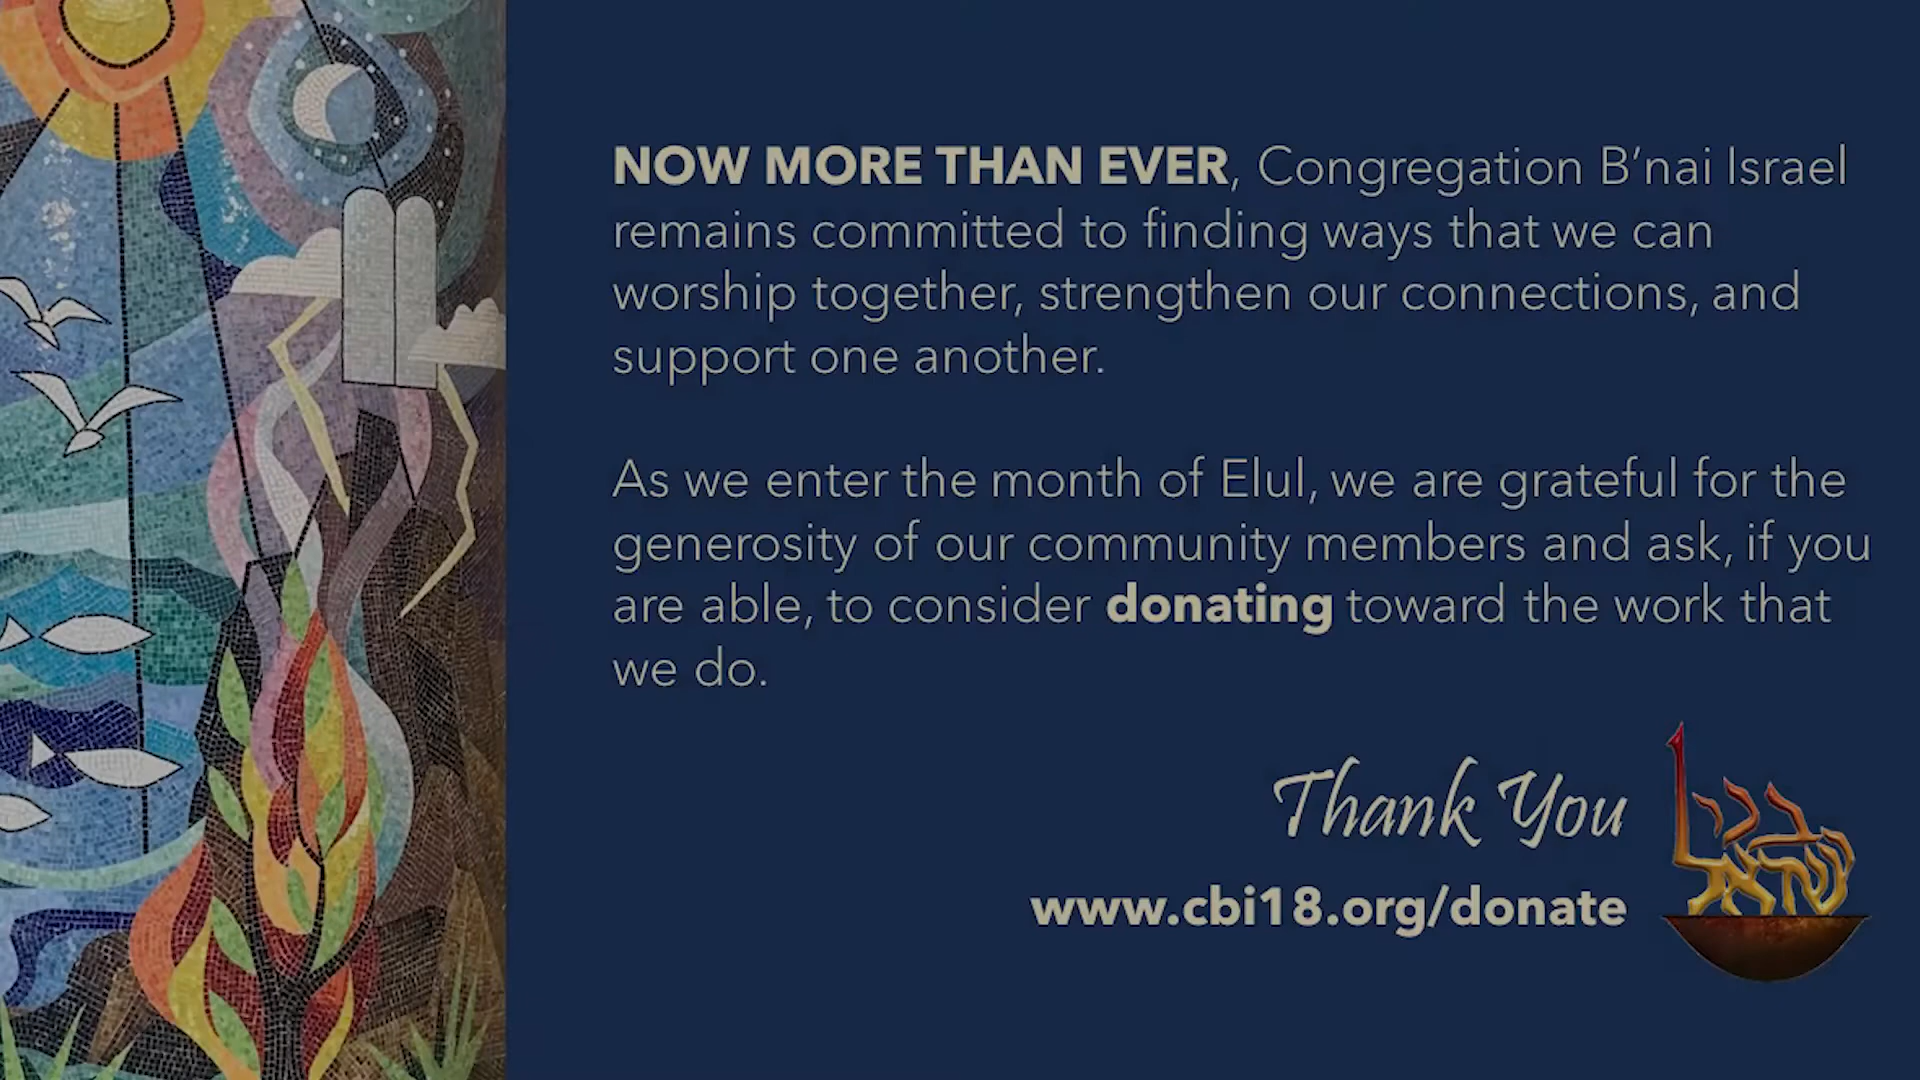 NOW MORE THAN EVER, Congregation B’nai Israel
remains committed to finding ways that we can
worship together, strengthen our connections, and
support one another.
As we enter the month of Elul, we are grateful for the
generosity of our community members and ask, if you
are able, to consider donating toward the work that
we do.
Thank You
www.cbi18.org/donate
בני
ישראל